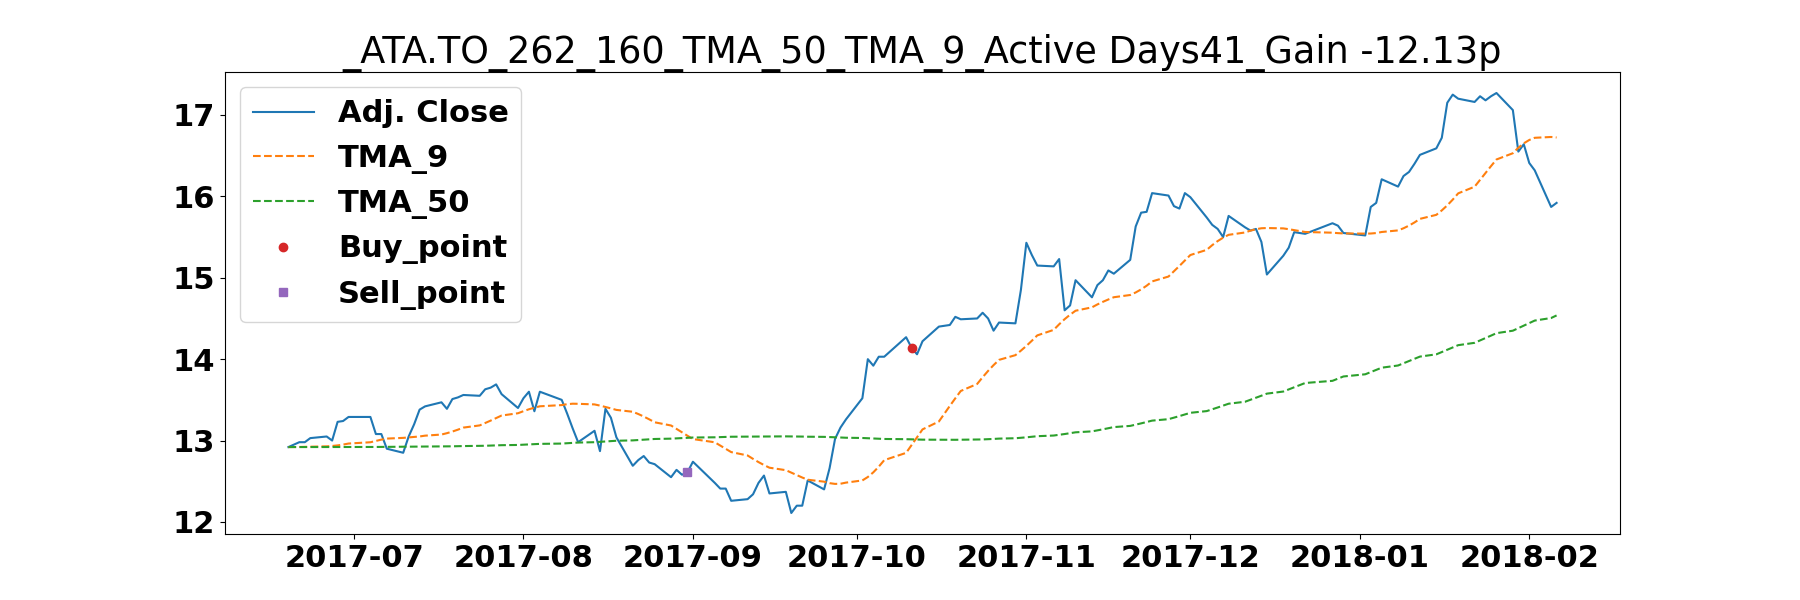 _ATA.TO_262_160_TMA_50_TMA_9_Active Days41_Gain -12.13p
Adj. Close
TMA_9
TMA_50
Buy_point
Sell_point
17
16
15
14
13
12
2017-07 2017-08 2017-09 2017-10 2017-11 2017-12 2018-01 2018-02